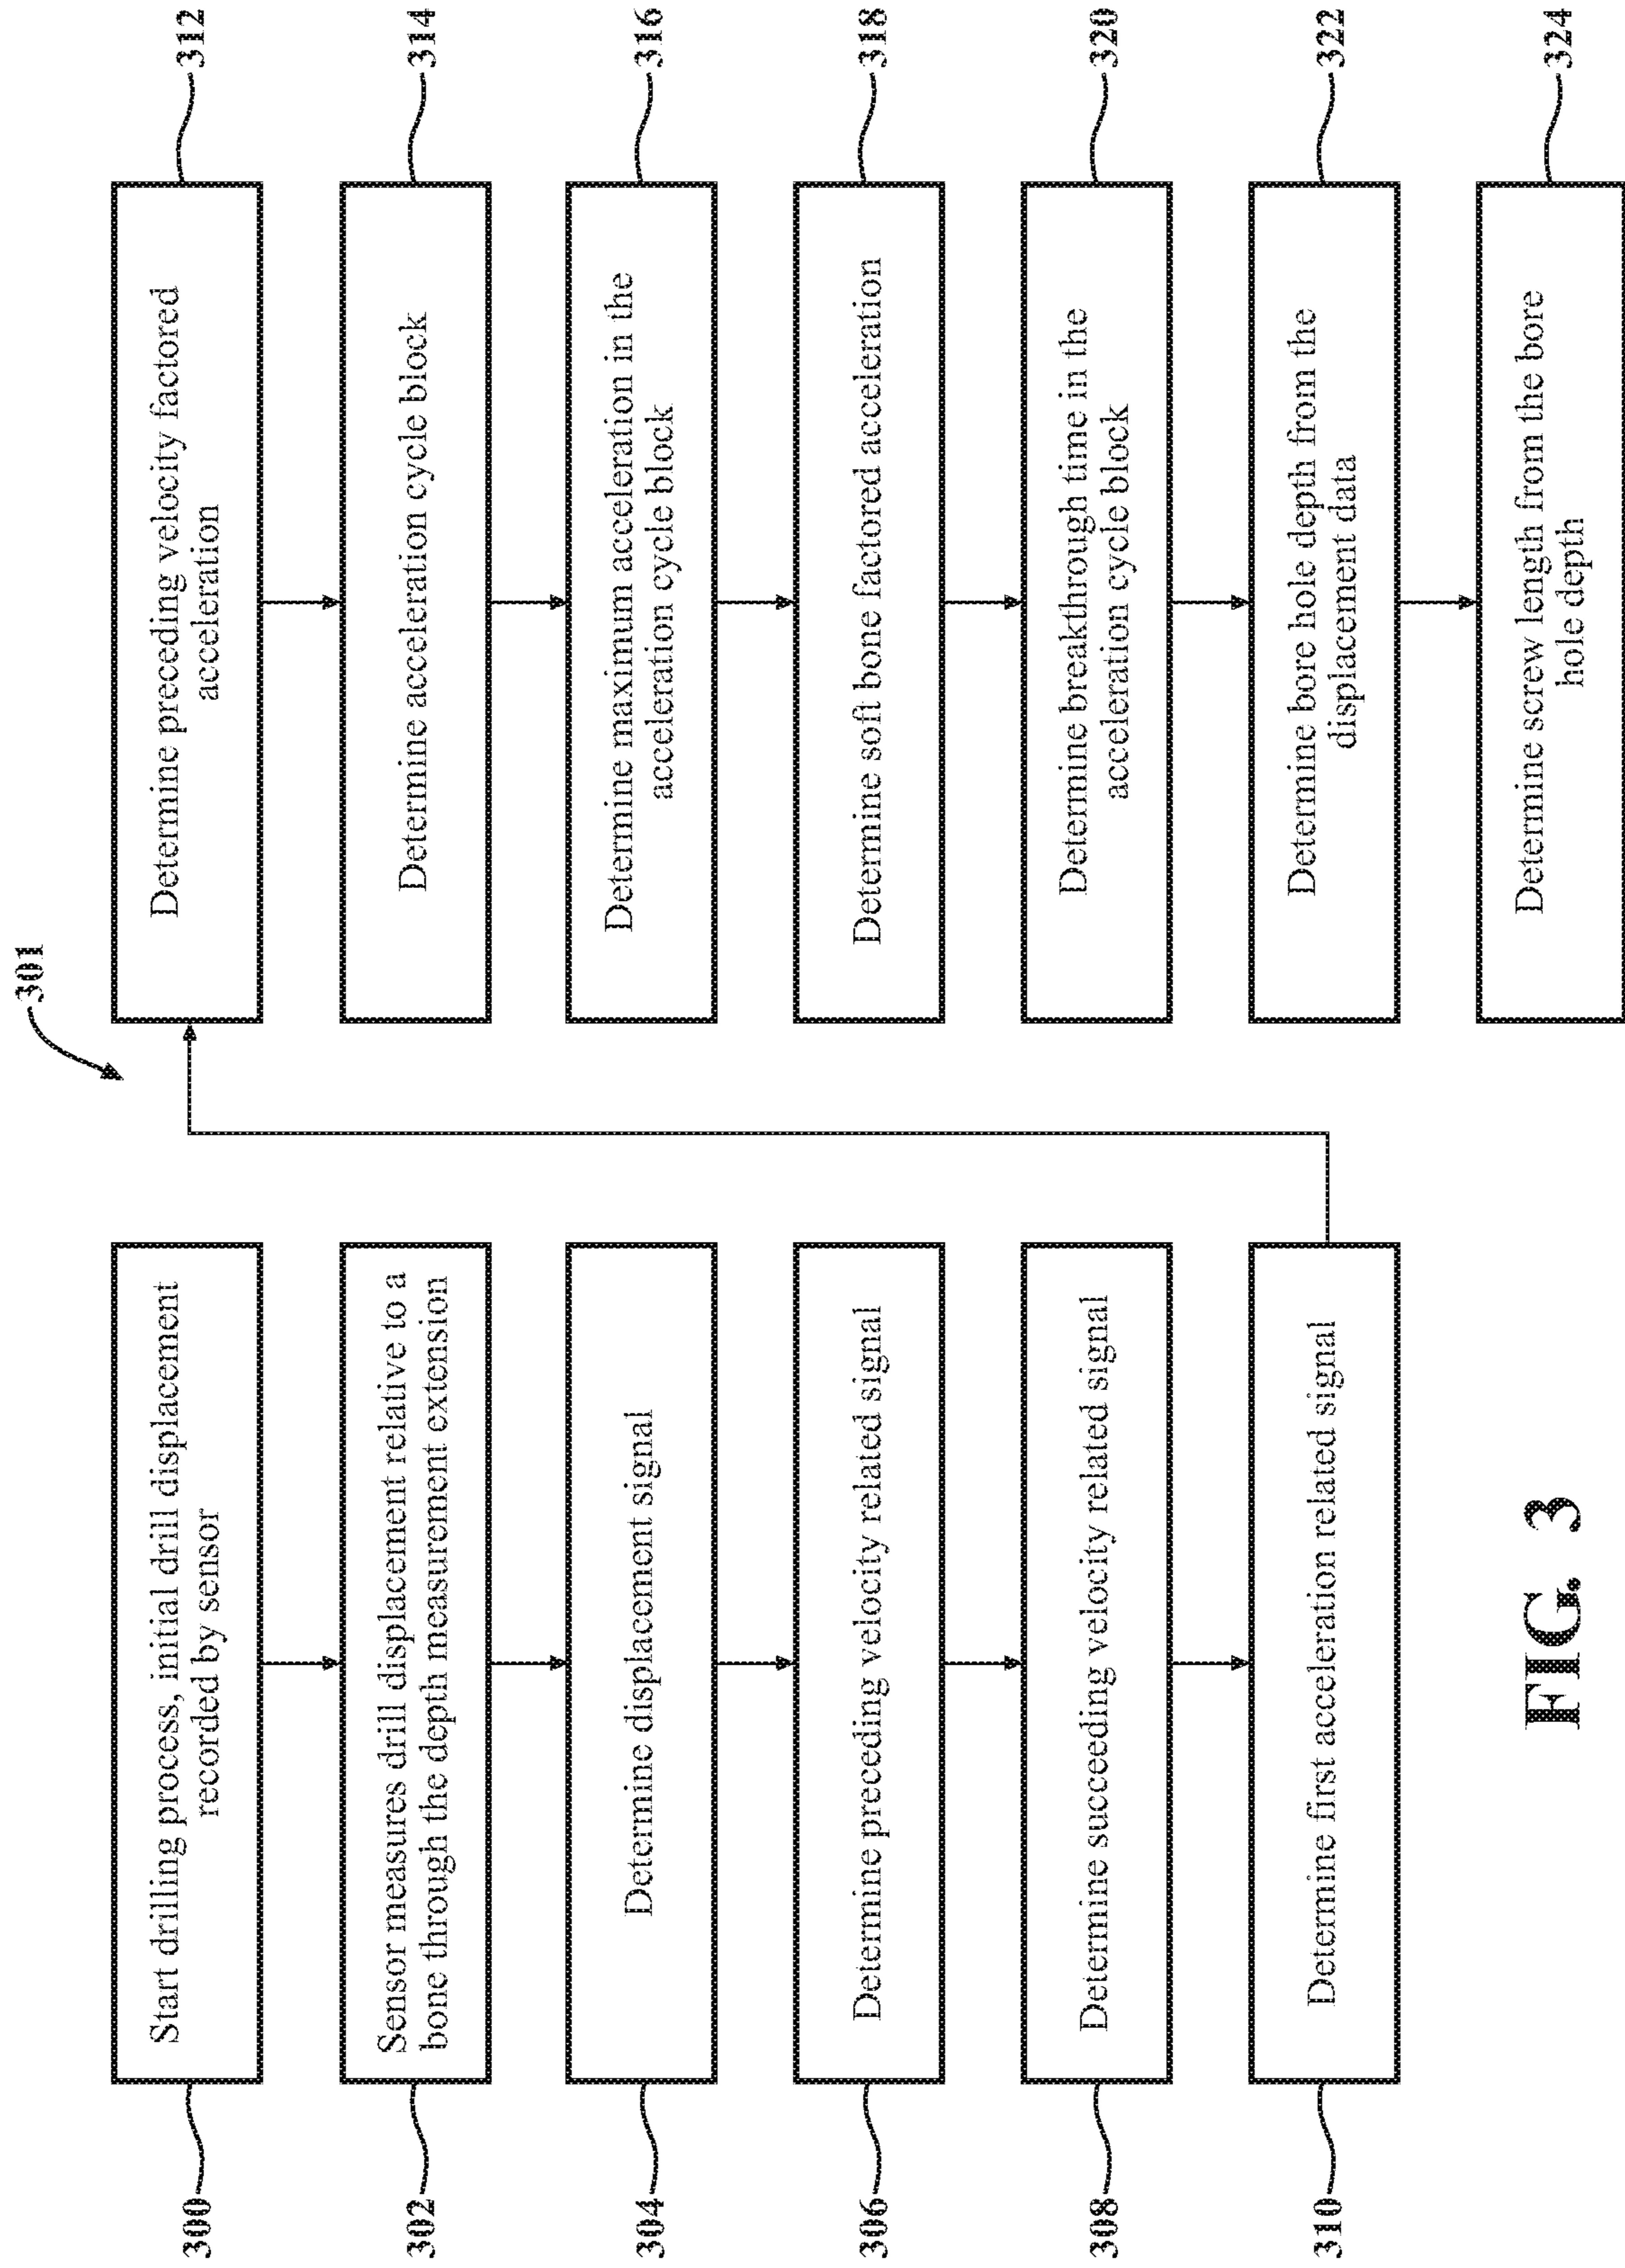 301
300
Start drilling process, initial drill displacement
recorded by sensor
302
Sensor measures drill displacement relative to a
bone through the depth measurement extension
304
Determine displacement signal
306
Determine preceding velocity related signal
308
Determine succeeding velocity related signal
310
Determine first acceleration related signal
312
Determine preceding velocity factored
acceleration
314
Determine acceleration cycle block
316
Determine maximum acceleration in the
acceleration cycle block
318
Determine soft bone factored acceleration
320
Determine breakthrough time in the
acceleration cycle block
322
Determine bore hole depth from the
displacement data
324
Determine screw length from the bore
hole depth
FIG. 3